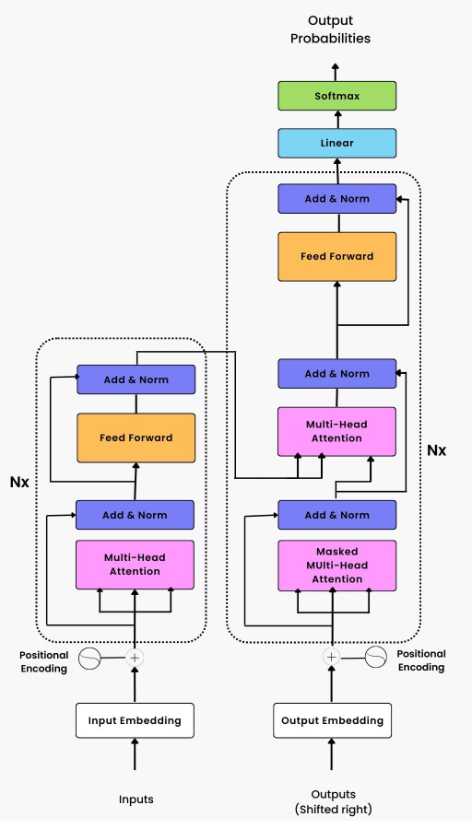 Output
Probabilities
Softmax
Linear
Add & Norm
Feed Forward
Add & Norm
Multi-Head
Attention
Nx
Add & Norm
Masked
MUlti-Head
Attention
Positional
Encoding
Output Embedding
Outputs
(Shifted right)
Add & Norm
Feed Forward
Nx
Add & Norm
Multi-Head
Attention
Positional
Encoding
Input Embedding
Inputs